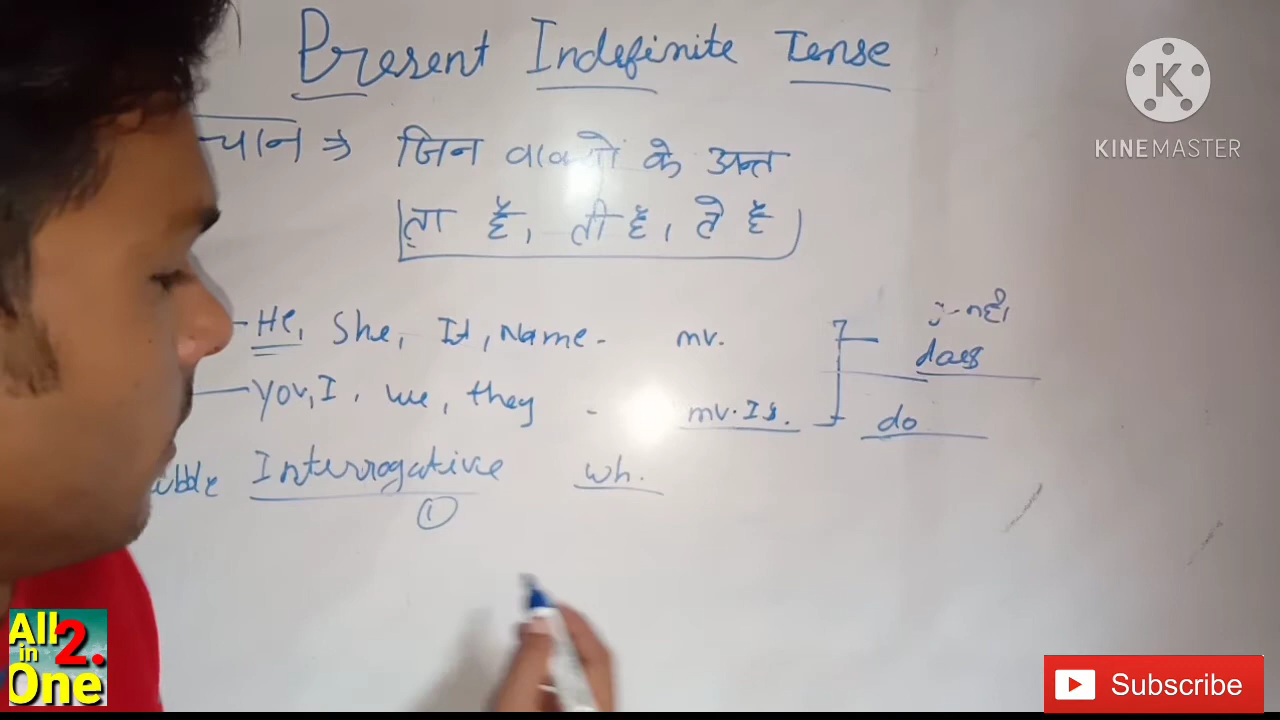 Present Indefinite Tense
चान → जिन वाक्यों के अन्त
ता है, ती है, ते है
He, She, It, Name - mv.
नहीं
does
You, I, we, they - mv. Is.
do
ubble Interrogative wh.
①
K
KINEMASTER
All in One 2.
Subscribe